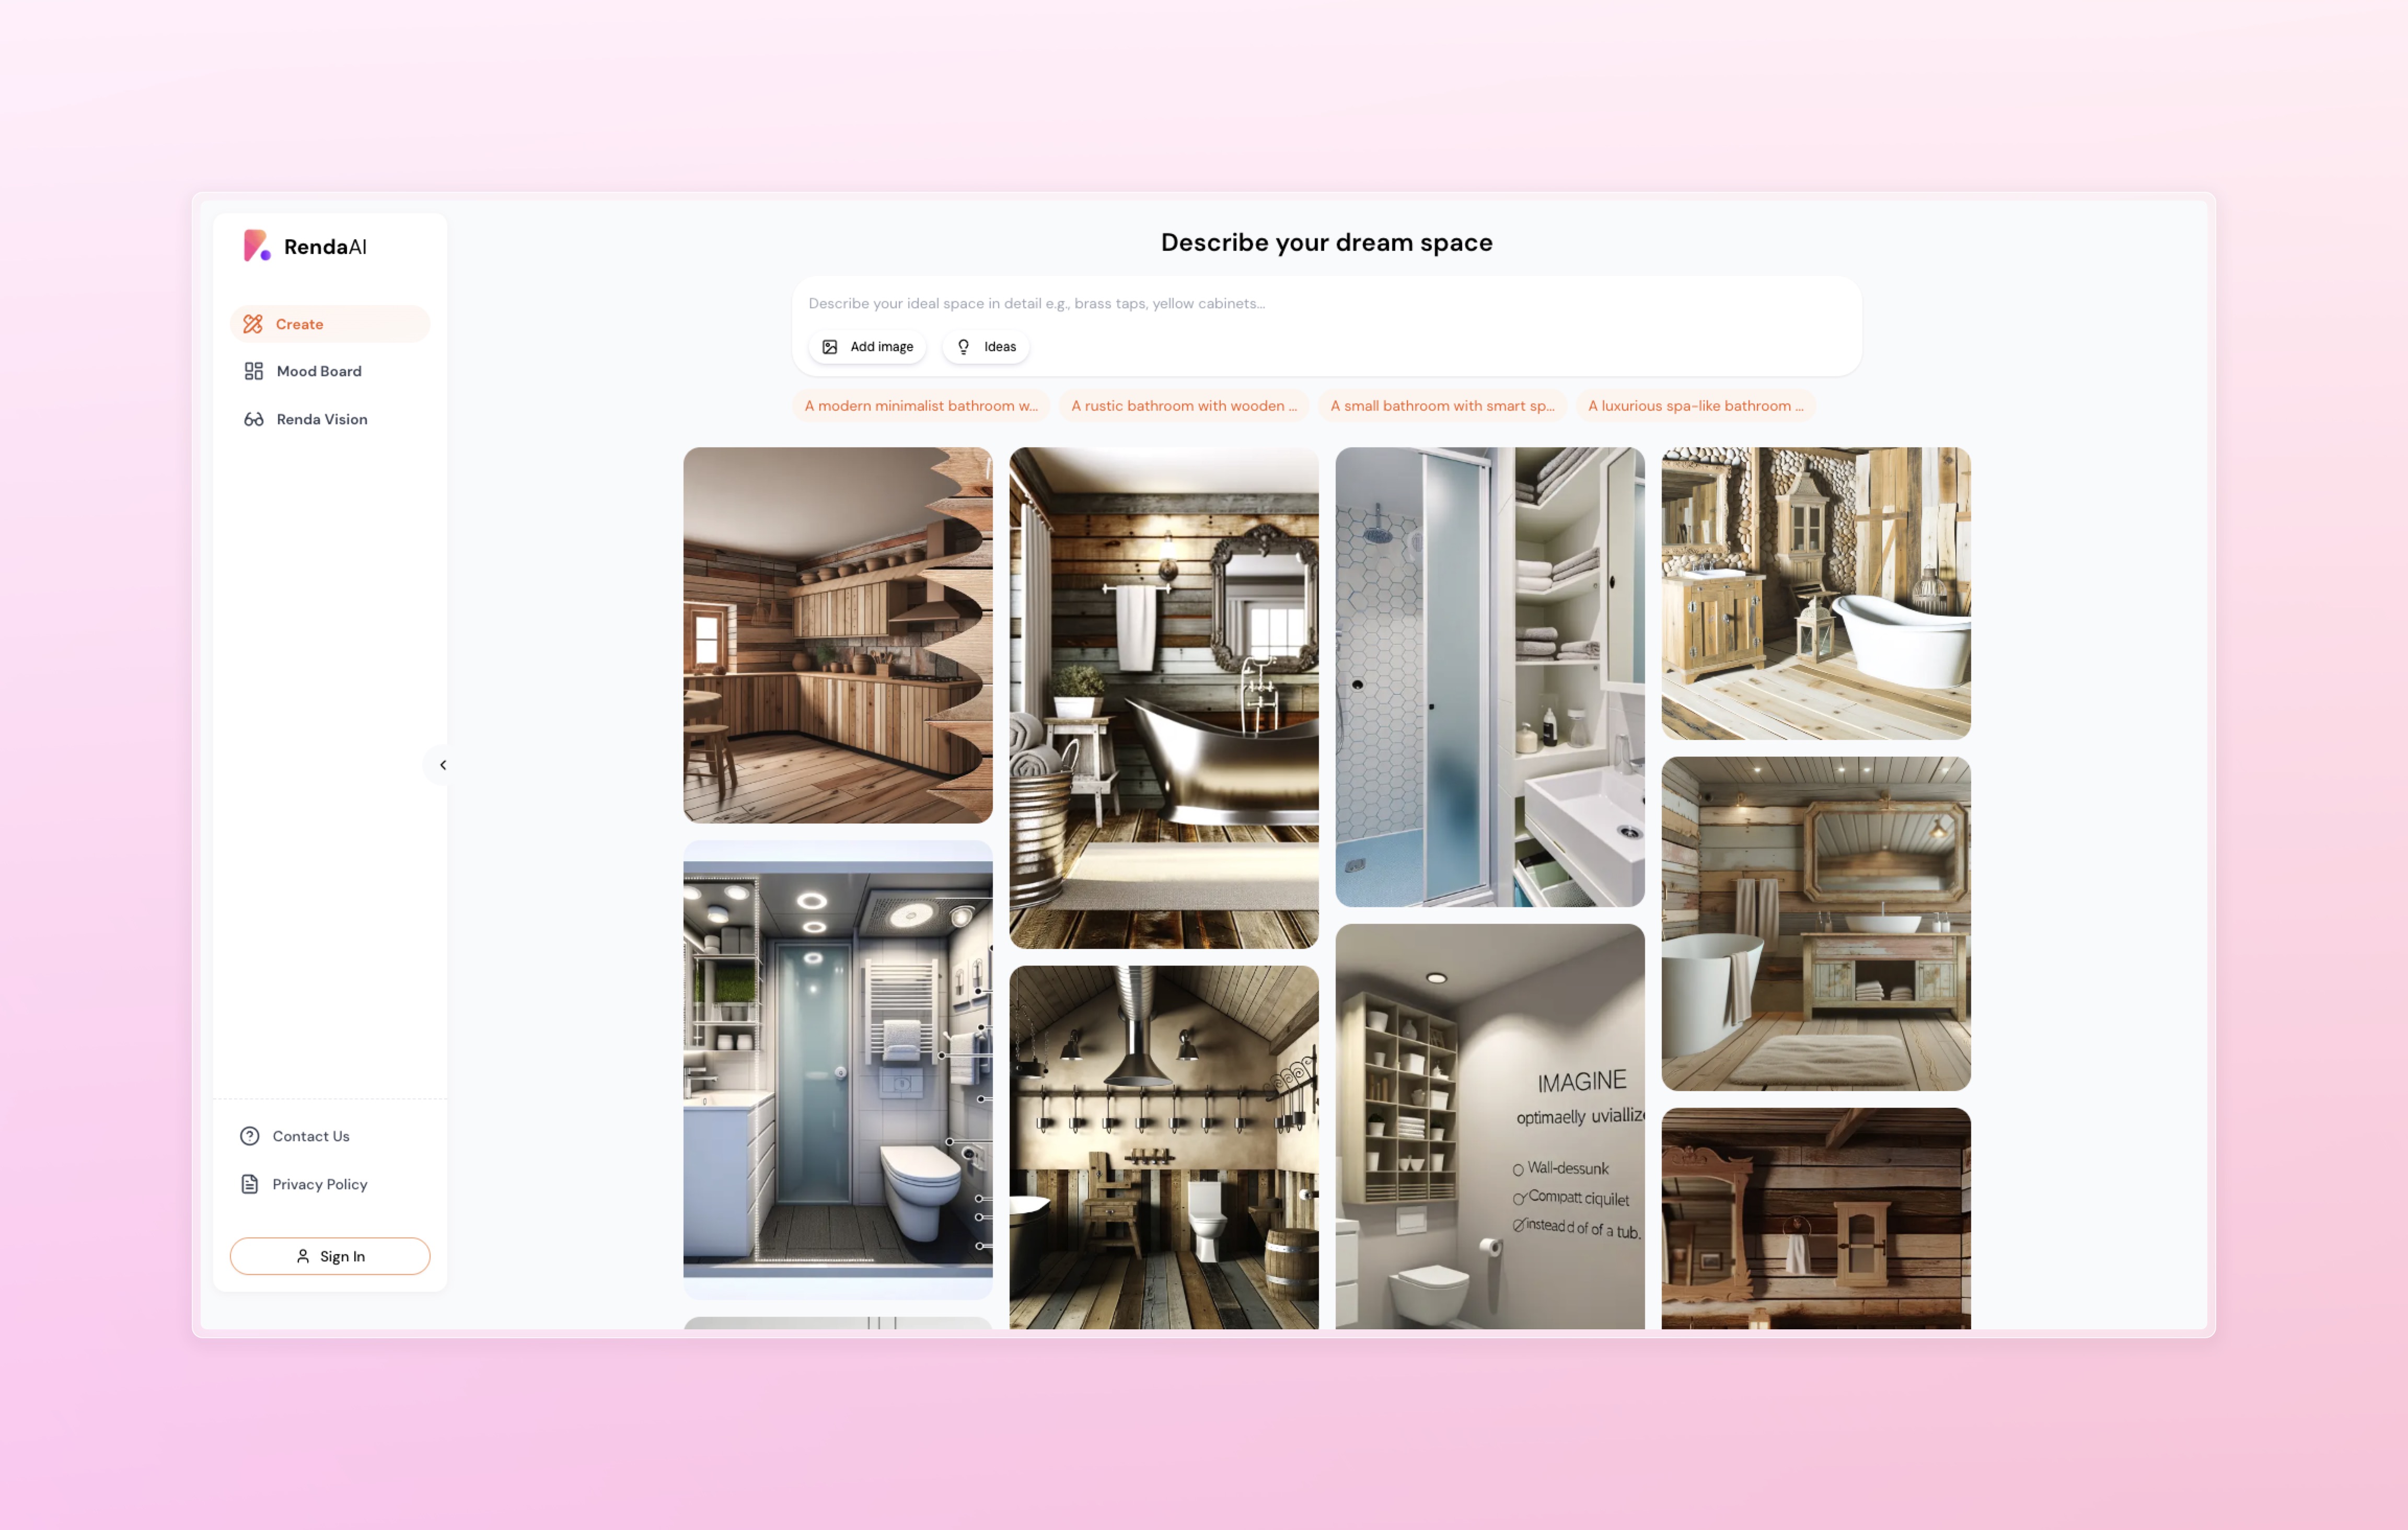 RendaAI
Create
Mood Board
Renda Vision
Contact Us
Privacy Policy
Sign In
Describe your dream space
Describe your ideal space in detail e.g., brass taps, yellow cabinets...
Add image
Ideas
A modern minimalist bathroom w...
A rustic bathroom with wooden ...
A small bathroom with smart sp...
A luxurious spa-like bathroom ...
IMAGINE
optimaelly uviallize
Wall-dessunk
Compatt ciquilet
instead d of of a tub.